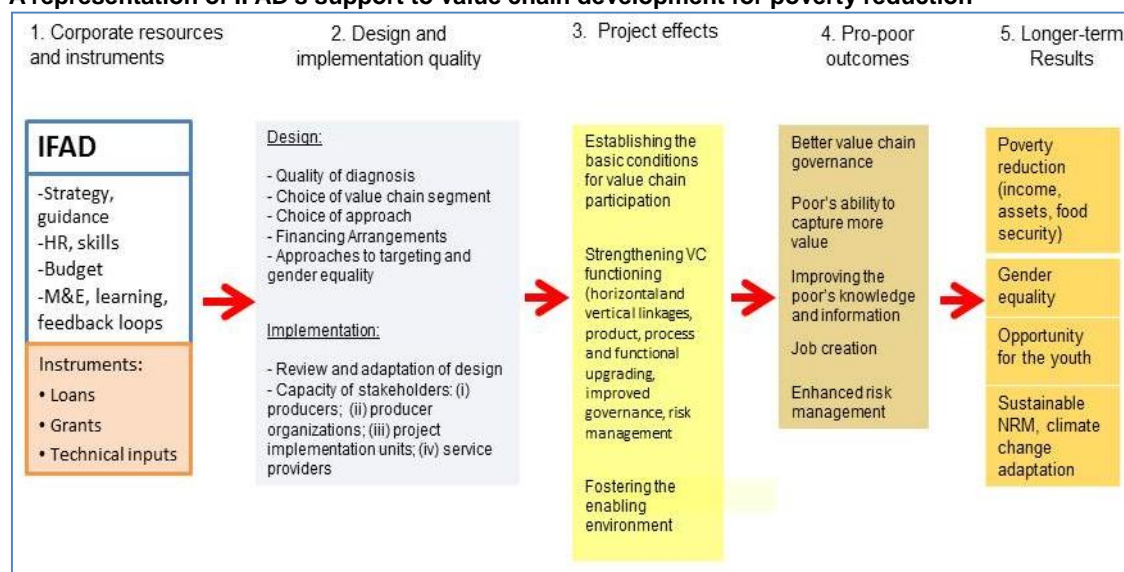 A representation of IFAD's support to value chain development for poverty reduction
1. Corporate resources
and instruments
2. Design and
implementation quality
3. Project effects
4. Pro-poor
outcomes
5. Longer-term
Results
IFAD
-Strategy,
guidance
-HR, skills
-Budget
-M&E, learning,
feedback loops
Instruments:
• Loans
• Grants
• Technical inputs
Design:
- Quality of diagnosis
- Choice of value chain segment
- Choice of approach
- Financing Arrangements
- Approaches to targeting and
gender equality
Implementation:
- Review and adaptation of design
- Capacity of stakeholders: (i)
producers; (ii) producer
organizations; (iii) project
implementation units; (iv) service
providers
Establishing the
basic conditions
for value chain
participation
Strengthening VC
functioning
(horizontal and
vertical linkages,
product, process
and functional
upgrading,
improved
governance, risk
management
Fostering the
enabling
environment
Better value chain
governance
Poor's ability to
capture more
value
Improving the
poor's knowledge
and information
Job creation
Enhanced risk
management
Poverty
reduction
(income,
assets, food
security)
Gender
equality
Opportunity
for the youth
Sustainable
NRM, climate
change
adaptation